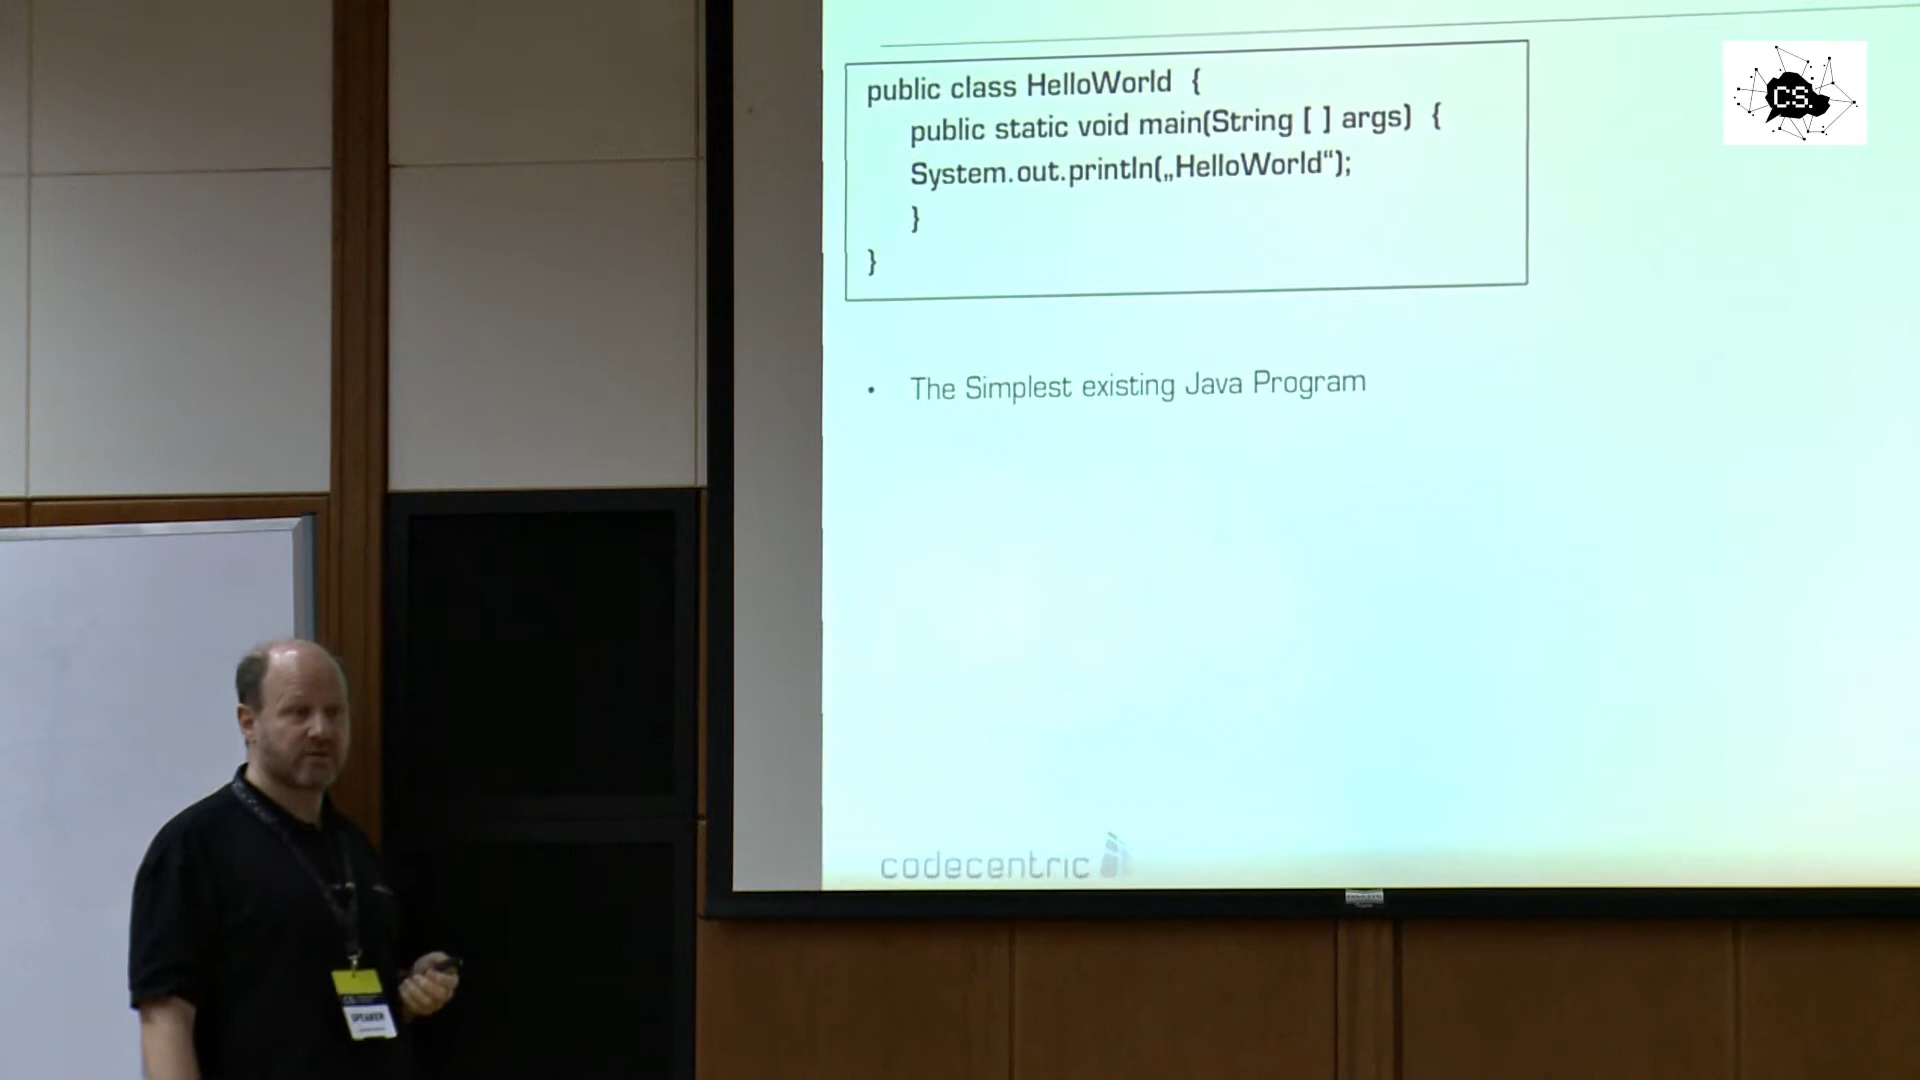 public class HelloWorld {
public static void main(String [ ] args) {
System.out.println(„HelloWorld“);
}
}
• The Simplest existing Java Program
codecentric
CS.
SPEAKER